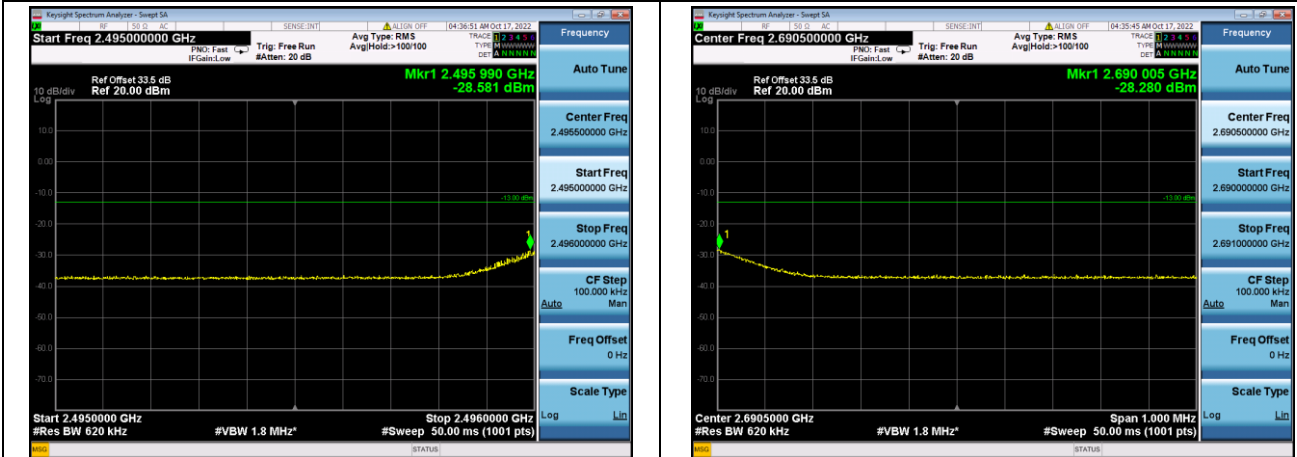 Keysight Spectrum Analyzer - Swept SA
RF 50 Ω AC SENSE:INT ALIGN OFF 04:36:51 AM Oct 17, 2022
Start Freq 2.495000000 GHz
PNO: Fast
IFGain:Low
Trig: Free Run
#Atten: 20 dB
Avg Type: RMS
Avg|Hold:>100/100
TRACE 1 2 3 4 5 6
TYPE M WWWWW
DET A N N N N N
Mkr1 2.495 990 GHz
-28.581 dBm
Ref Offset 33.5 dB
10 dB/div Ref 20.00 dBm
Log
10.0
0.00
-10.0
-13.00 dBm
-20.0
1
-30.0
-40.0
-50.0
-60.0
-70.0
Start 2.4950000 GHz Stop 2.4960000 GHz
#Res BW 620 kHz #VBW 1.8 MHz* #Sweep 50.00 ms (1001 pts)
MSG STATUS
Frequency
Auto Tune
Center Freq
2.495500000 GHz
Start Freq
2.495000000 GHz
Stop Freq
2.496000000 GHz
CF Step
100.000 kHz
Auto Man
Freq Offset
0 Hz
Scale Type
Log Lin
Keysight Spectrum Analyzer - Swept SA
RF 50 Ω AC SENSE:INT ALIGN OFF 04:35:45 AM Oct 17, 2022
Center Freq 2.690500000 GHz
PNO: Fast
IFGain:Low
Trig: Free Run
#Atten: 20 dB
Avg Type: RMS
Avg|Hold:>100/100
TRACE 1 2 3 4 5 6
TYPE M WWWWW
DET A N N N N N
Mkr1 2.690 005 GHz
-28.280 dBm
Ref Offset 33.5 dB
10 dB/div Ref 20.00 dBm
Log
10.0
0.00
-10.0
-13.00 dBm
-20.0
1
-30.0
-40.0
-50.0
-60.0
-70.0
Center 2.6905000 GHz Span 1.000 MHz
#Res BW 620 kHz #VBW 1.8 MHz* #Sweep 50.00 ms (1001 pts)
MSG STATUS
Frequency
Auto Tune
Center Freq
2.690500000 GHz
Start Freq
2.690000000 GHz
Stop Freq
2.691000000 GHz
CF Step
100.000 kHz
Auto Man
Freq Offset
0 Hz
Scale Type
Log Lin